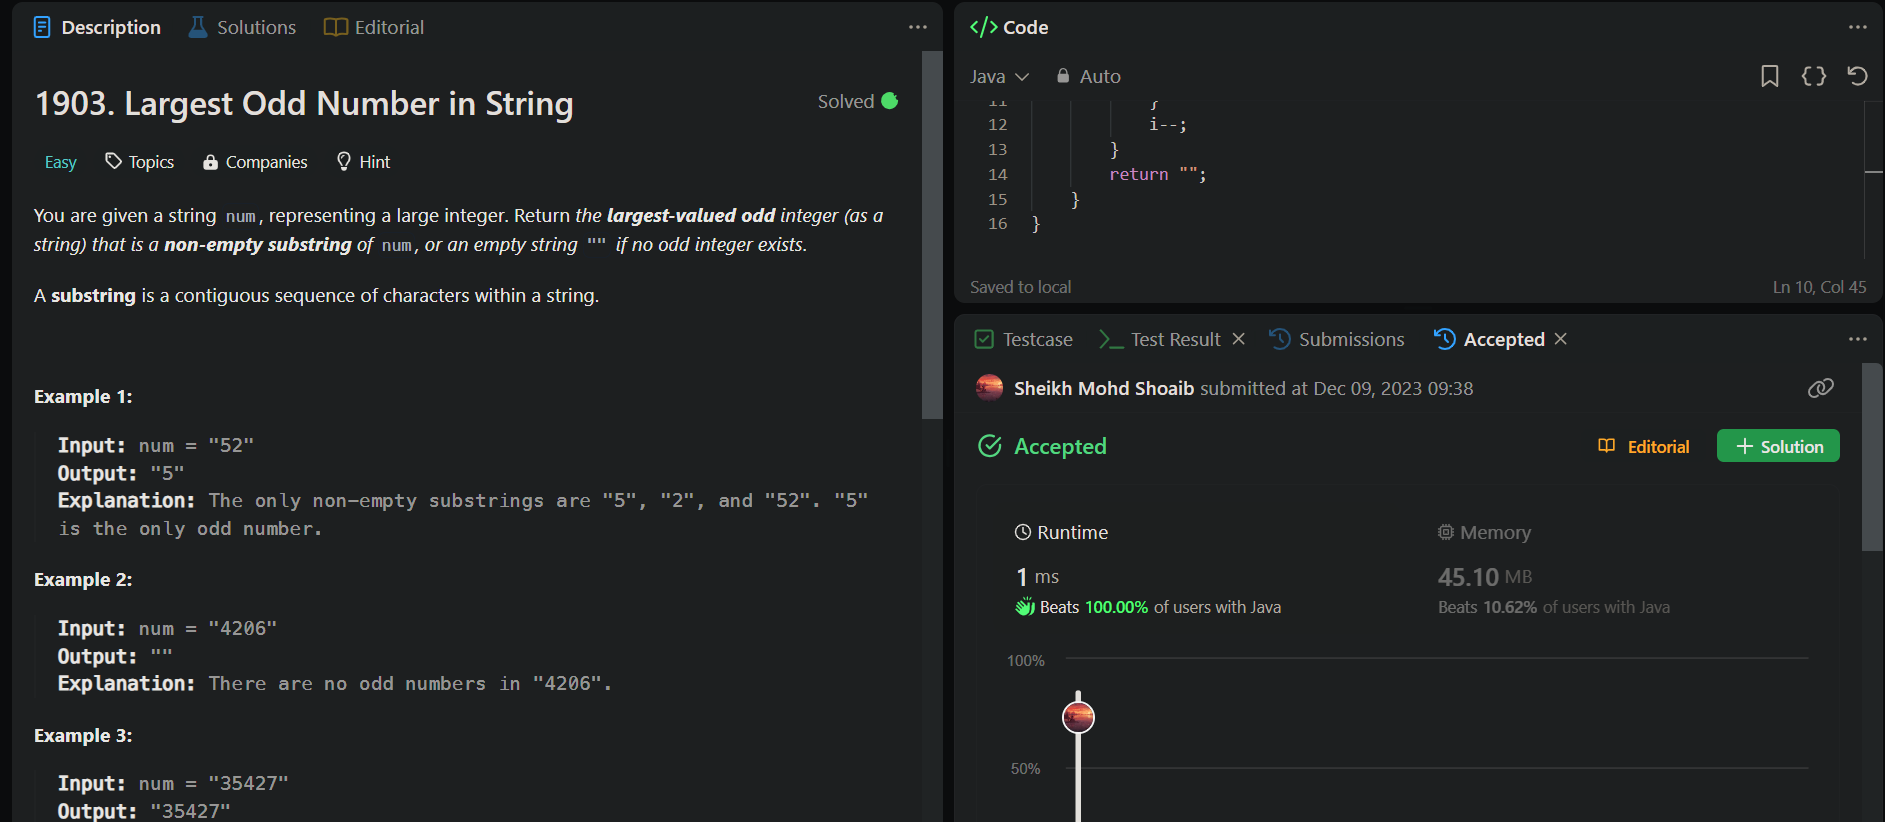 Description Solutions Editorial
1903. Largest Odd Number in String
Solved
Easy Topics Companies Hint
You are given a string num, representing a large integer. Return the largest-valued odd integer (as a
string) that is a non-empty substring of num, or an empty string "" if no odd integer exists.
A substring is a contiguous sequence of characters within a string.
Example 1:
Input: num = "52"
Output: "5"
Explanation: The only non-empty substrings are "5", "2", and "52". "5"
is the only odd number.
Example 2:
Input: num = "4206"
Output: ""
Explanation: There are no odd numbers in "4206".
Example 3:
Input: num = "35427"
Output: "35427"
</> Code
Java Auto
11 {
12 i--;
13 }
14 return "";
15 }
16 }
Saved to local Ln 10, Col 45
Testcase Test Result Submissions Accepted
Sheikh Mohd Shoaib submitted at Dec 09, 2023 09:38
Accepted
Editorial + Solution
Runtime
1 ms
Beats 100.00% of users with Java
Memory
45.10 MB
Beats 10.62% of users with Java
100%
50%